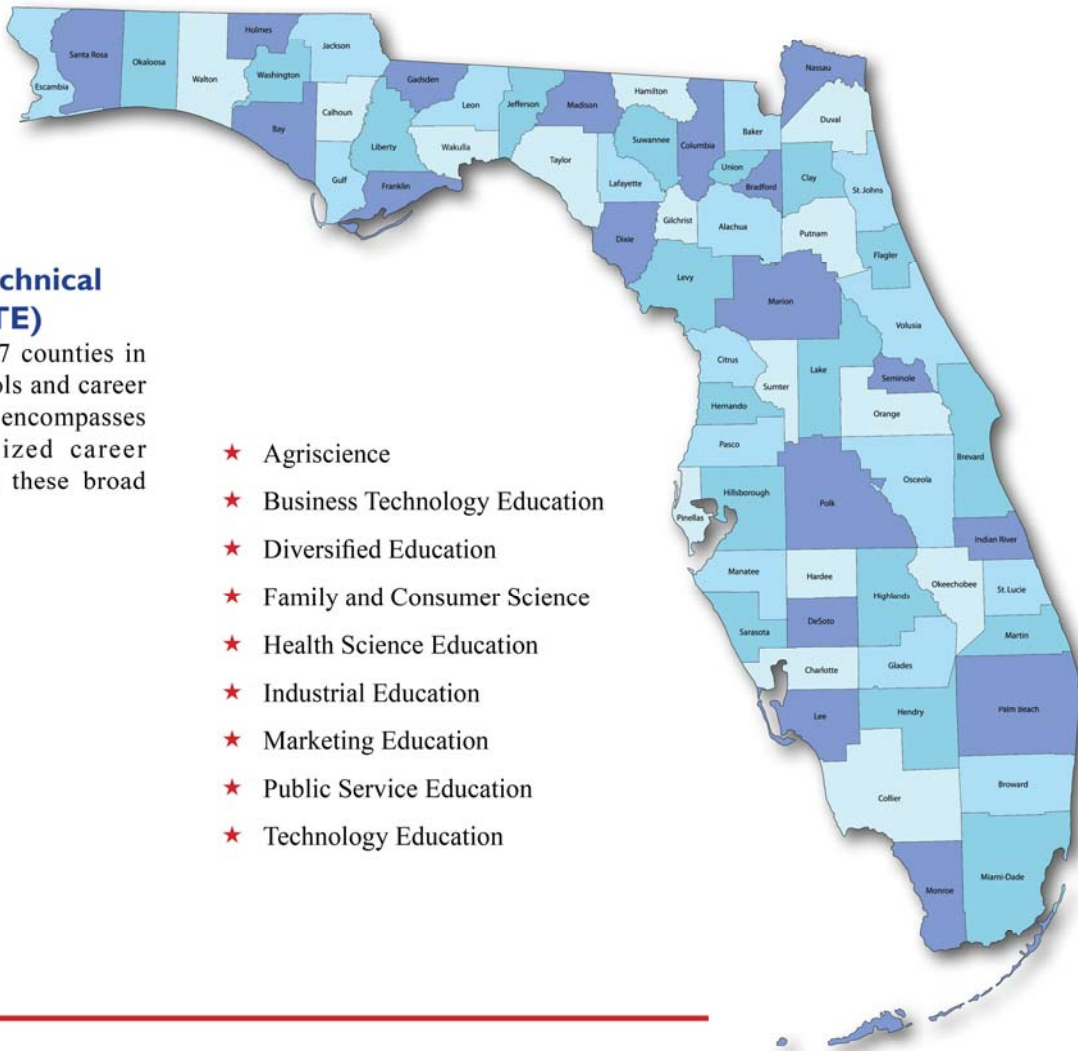 chnical
TE)
7 counties in
ols and career
encompasses
ized career
these broad
★ Agriscience
★ Business Technology Education
★ Diversified Education
★ Family and Consumer Science
★ Health Science Education
★ Industrial Education
★ Marketing Education
★ Public Service Education
★ Technology Education
Escambia
Santa Rosa
Okaloosa
Walton
Holmes
Washington
Jackson
Bay
Calhoun
Gulf
Gadsden
Liberty
Franklin
Leon
Wakulla
Jefferson
Madison
Taylor
Hamilton
Suwannee
Lafayette
Dixie
Columbia
Gilchrist
Levy
Baker
Union
Bradford
Alachua
Nassau
Duval
Clay
St. Johns
Putnam
Flagler
Marion
Volusia
Citrus
Sumter
Lake
Seminole
Hernando
Orange
Pasco
Brevard
Osceola
Pinellas
Hillsborough
Polk
Indian River
Manatee
Hardee
Highlands
Okeechobee
St. Lucie
Sarasota
DeSoto
Martin
Charlotte
Glades
Lee
Hendry
Palm Beach
Collier
Broward
Monroe
Miami-Dade